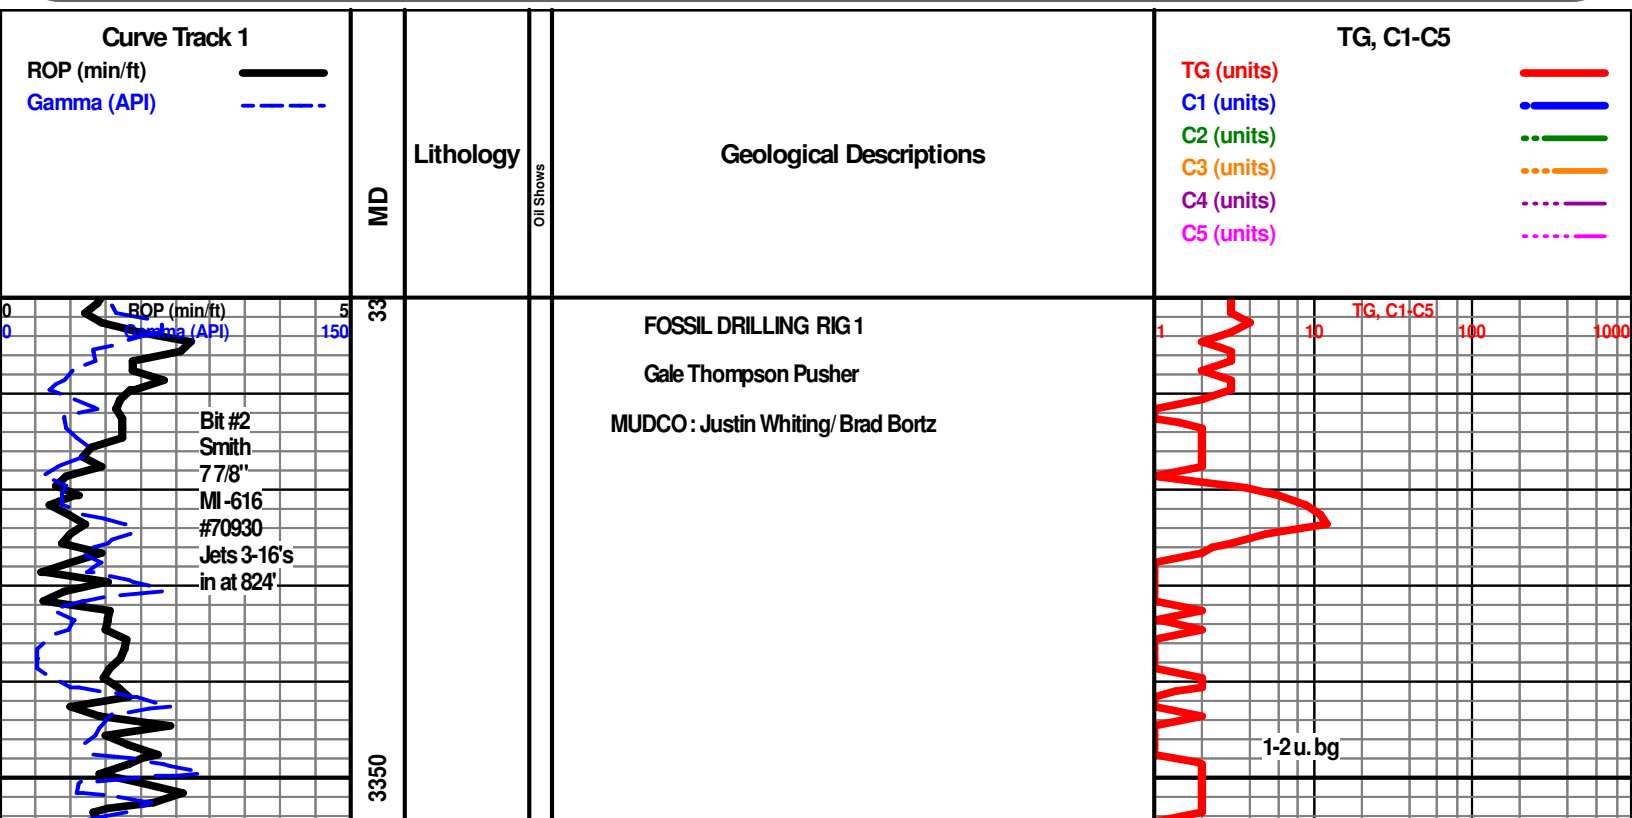 Curve Track 1
ROP (min/ft)
Gamma (API)
MD
Lithology
Oil Shows
Geological Descriptions
TG, C1-C5
TG (units)
C1 (units)
C2 (units)
C3 (units)
C4 (units)
C5 (units)
0 ROP (min/ft) 5
0 Gamma (API) 150
33
TG, C1-C5
1 10 100 1000
FOSSIL DRILLING RIG 1
Gale Thompson Pusher
MUDCO : Justin Whiting/ Brad Bortz
Bit #2
Smith
7 7/8"
MI-616
#70930
Jets 3-16's
in at 824'
1-2 u. bg
3350